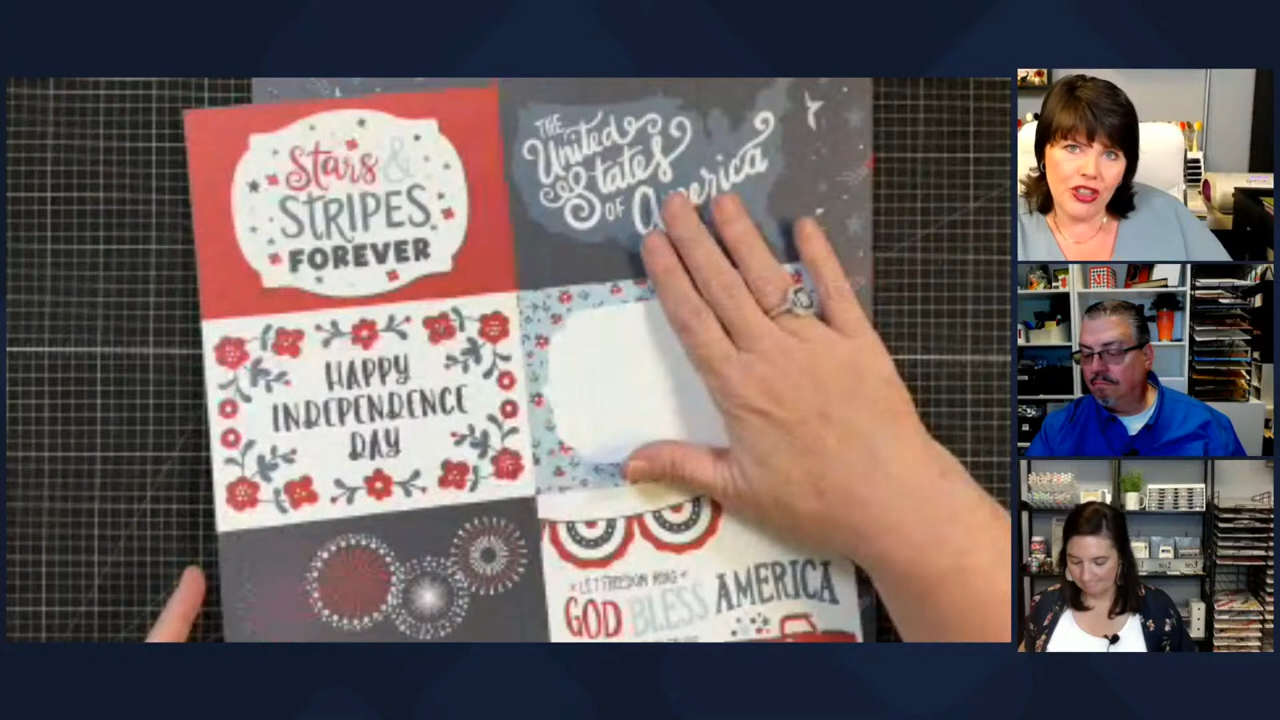 Stars &
STRIPES
FOREVER
THE
United
States
OF America
HAPPY
INDEPENDENCE
DAY
★ LET FREEDOM RING ★
GOD BLESS AMERICA